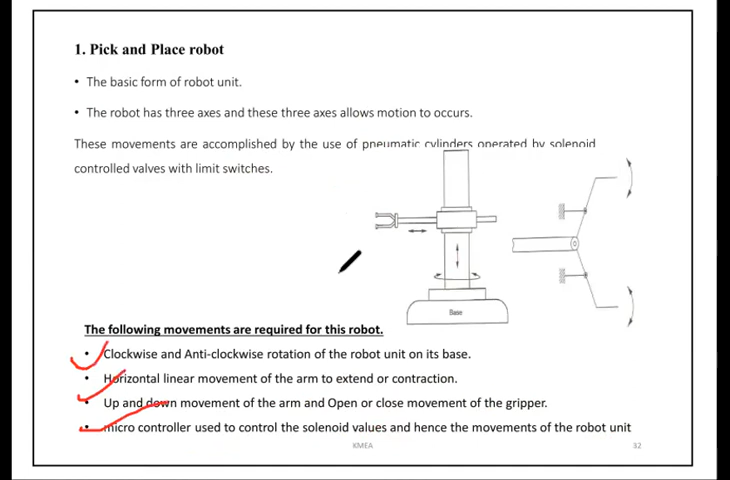 1. Pick and Place robot
• The basic form of robot unit.
• The robot has three axes and these three axes allows motion to occurs.
These movements are accomplished by the use of pneumatic cylinders operated by solenoid
controlled valves with limit switches.
Base
The following movements are required for this robot.
• Clockwise and Anti-clockwise rotation of the robot unit on its base.
• Horizontal linear movement of the arm to extend or contraction.
• Up and down movement of the arm and Open or close movement of the gripper.
• micro controller used to control the solenoid values and hence the movements of the robot unit
KMEA
32